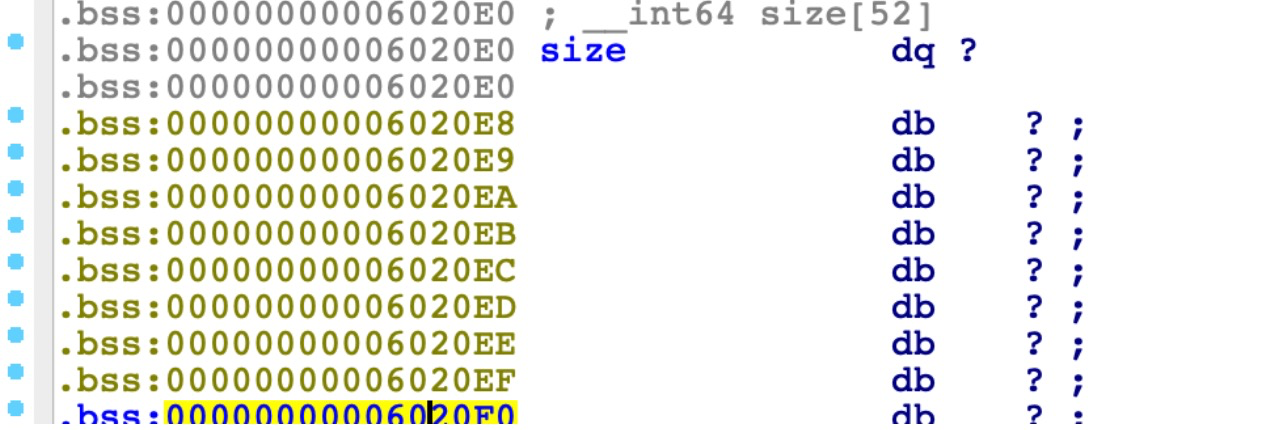 .bss:00000000006020E0 ; __int64 size[52]
.bss:00000000006020E0 size dq ?
.bss:00000000006020E0
.bss:00000000006020E8 db ? ;
.bss:00000000006020E9 db ? ;
.bss:00000000006020EA db ? ;
.bss:00000000006020EB db ? ;
.bss:00000000006020EC db ? ;
.bss:00000000006020ED db ? ;
.bss:00000000006020EE db ? ;
.bss:00000000006020EF db ? ;
.bss:00000000006020F0 db ? ;